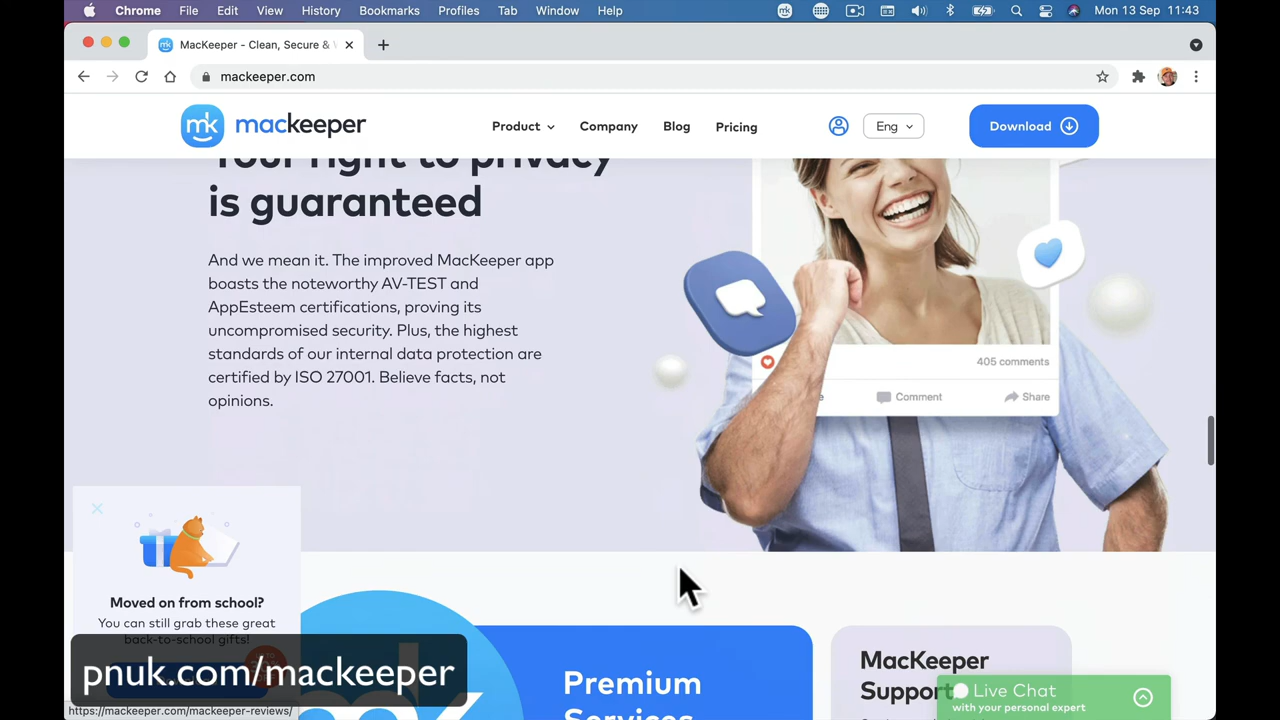 Chrome File Edit View History Bookmarks Profiles Tab Window Help mk Mon 13 Sep 11:43
mk MacKeeper - Clean, Secure &
mackeeper.com
mk mackeeper Product Company Blog Pricing Eng Download
Your right to privacy
is guaranteed
And we mean it. The improved MacKeeper app
boasts the noteworthy AV-TEST and
AppEsteem certifications, proving its
uncompromised security. Plus, the highest
standards of our internal data protection are
certified by ISO 27001. Believe facts, not
opinions.
405 comments
Comment Share
Moved on from school?
You can still grab these great
back-to-school gifts!
pnuk.com/mackeeper
https://mackeeper.com/mackeeper-reviews/
Premium
Services
MacKeeper
Support
Live Chat
with your personal expert